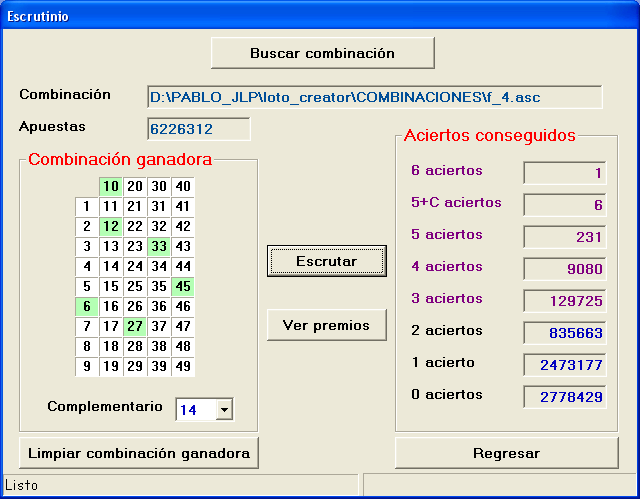 Escrutinio
Buscar combinación
Combinación D:\PABLO_JLP\loto_creator\COMBINACIONES\f_4.asc
Apuestas 6226312
Combinación ganadora
10 20 30 40
1 11 21 31 41
2 12 22 32 42
3 13 23 33 43
4 14 24 34 44
5 15 25 35 45
6 16 26 36 46
7 17 27 37 47
8 18 28 38 48
9 19 29 39 49
Complementario 14
Limpiar combinación ganadora
Escrutar
Ver premios
Aciertos conseguidos
6 aciertos 1
5+C aciertos 6
5 aciertos 231
4 aciertos 9080
3 aciertos 129725
2 aciertos 835663
1 acierto 2473177
0 aciertos 2778429
Regresar
Listo